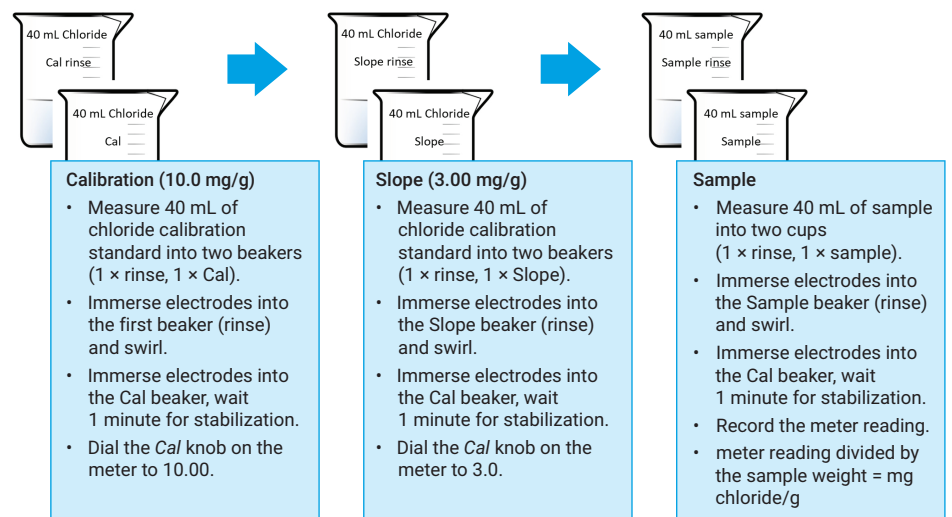 40 mL Chloride
Cal rinse
40 mL Chloride
Cal
40 mL Chloride
Slope rinse
40 mL Chloride
Slope
40 mL sample
Sample rinse
40 mL sample
Sample
Calibration (10.0 mg/g)
• Measure 40 mL of
chloride calibration
standard into two beakers
(1 × rinse, 1 × Cal).
• Immerse electrodes into
the first beaker (rinse)
and swirl.
• Immerse electrodes into
the Cal beaker, wait
1 minute for stabilization.
• Dial the Cal knob on the
meter to 10.00.
Slope (3.00 mg/g)
• Measure 40 mL of
chloride calibration
standard into two beakers
(1 × rinse, 1 × Slope).
• Immerse electrodes into
the Slope beaker (rinse)
and swirl.
• Immerse electrodes into
the Cal beaker, wait
1 minute for stabilization.
• Dial the Cal knob on the
meter to 3.0.
Sample
• Measure 40 mL of sample
into two cups
(1 × rinse, 1 × sample).
• Immerse electrodes into
the Sample beaker (rinse)
and swirl.
• Immerse electrodes into
the Cal beaker, wait
1 minute for stabilization.
• Record the meter reading.
• meter reading divided by
the sample weight = mg
chloride/g